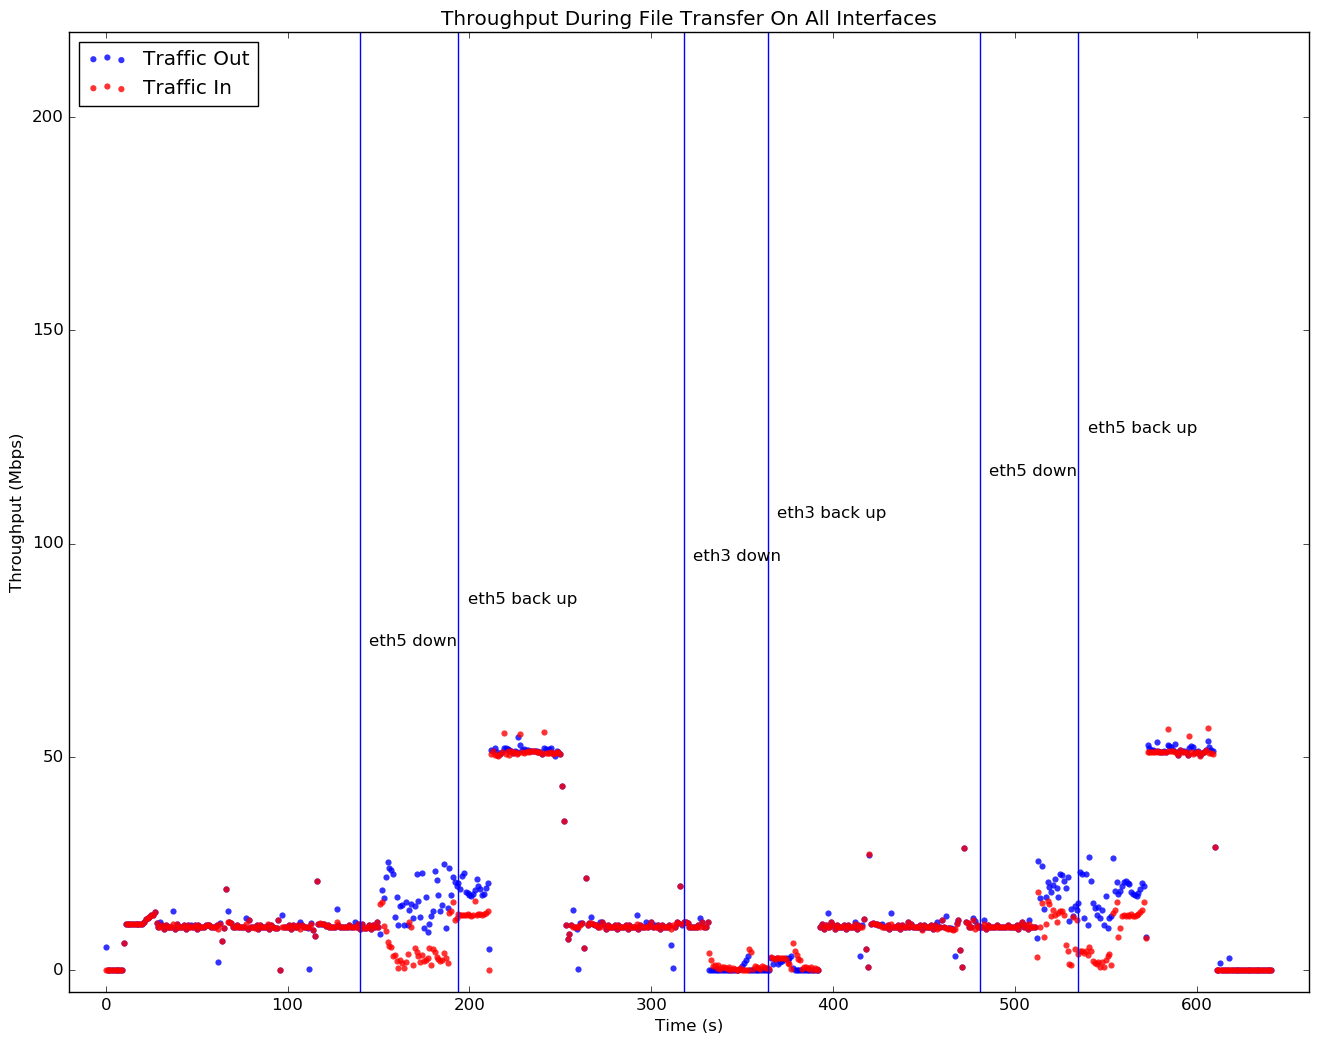 Throughput During File Transfer On All Interfaces
Traffic Out
Traffic In
200
150
100
50
0
Throughput (Mbps)
eth5 down
eth5 back up
eth3 down
eth3 back up
eth5 down
eth5 back up
0
100
200
300
400
500
600
Time (s)